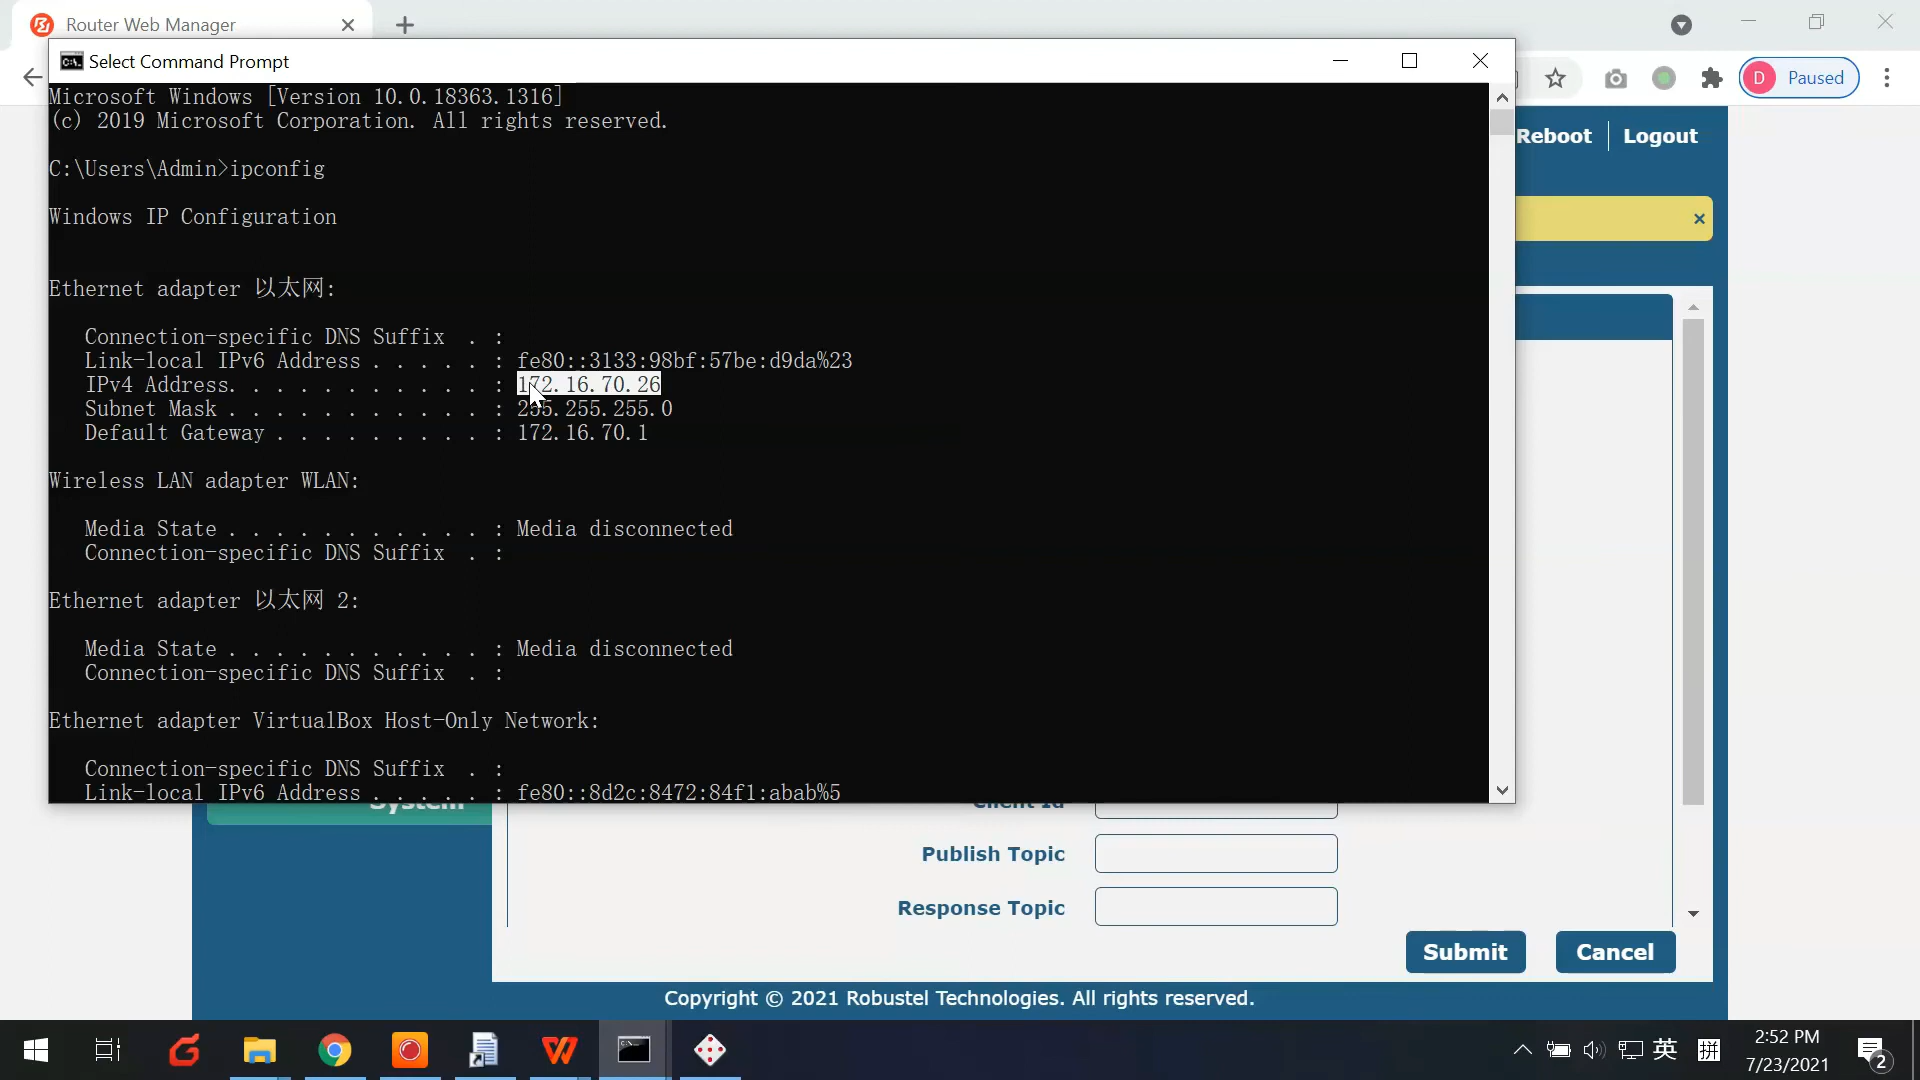 Router Web Manager
Select Command Prompt
D Paused
Microsoft Windows [Version 10.0.18363.1316]
(c) 2019 Microsoft Corporation. All rights reserved.
Reboot
Logout
C:\Users\Admin>ipconfig
Windows IP Configuration
Ethernet adapter 以太网:
Connection-specific DNS Suffix . :
Link-local IPv6 Address . . . . . : fe80::3133:98bf:57be:d9da%23
IPv4 Address. . . . . . . . . . . : 172.16.70.26
Subnet Mask . . . . . . . . . . . : 255.255.255.0
Default Gateway . . . . . . . . . : 172.16.70.1
Wireless LAN adapter WLAN:
Media State . . . . . . . . . . . : Media disconnected
Connection-specific DNS Suffix . :
Ethernet adapter 以太网 2:
Media State . . . . . . . . . . . : Media disconnected
Connection-specific DNS Suffix . :
Ethernet adapter VirtualBox Host-Only Network:
Connection-specific DNS Suffix . :
Link-local IPv6 Address . . . . . : fe80::8d2c:8472:84f1:abab%5
System
Client Id
Publish Topic
Response Topic
Submit
Cancel
Copyright © 2021 Robustel Technologies. All rights reserved.
英 拼
2:52 PM
7/23/2021
2